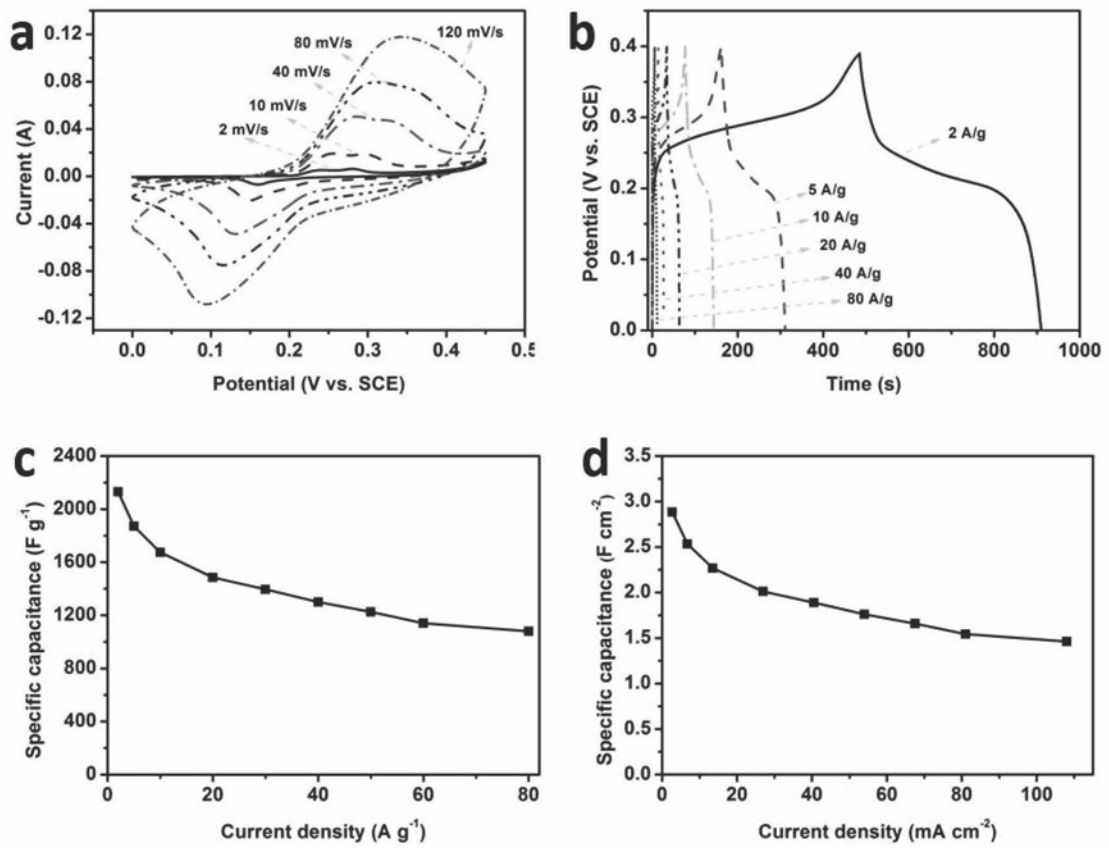 a
0.12
0.08
0.04
0.00
-0.04
-0.08
-0.12
Current (A)
120 mV/s
80 mV/s
40 mV/s
10 mV/s
2 mV/s
0.0 0.1 0.2 0.3 0.4 0.5
Potential (V vs. SCE)
b
0.4
0.3
0.2
0.1
0.0
Potential (V vs. SCE)
2 A/g
5 A/g
10 A/g
20 A/g
40 A/g
80 A/g
0 200 400 600 800 1000
Time (s)
c
2400
2000
1600
1200
800
400
0
Specific capacitance (F g⁻¹)
0 20 40 60 80
Current density (A g⁻¹)
d
3.5
3.0
2.5
2.0
1.5
1.0
0.5
0.0
Specific capacitance (F cm⁻²)
0 20 40 60 80 100
Current density (mA cm⁻²)